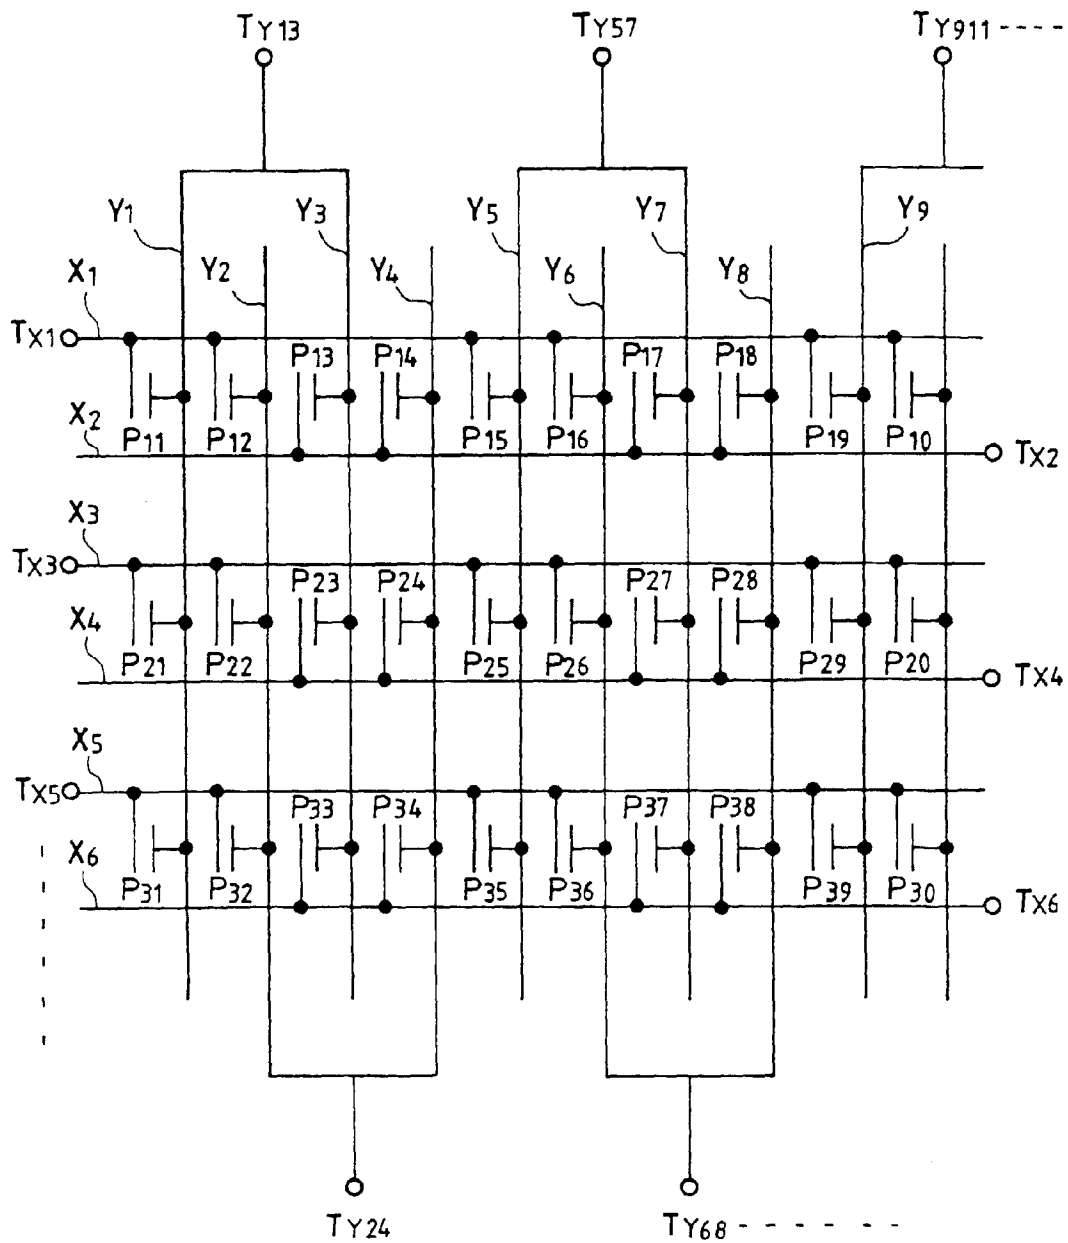 TY13 TY57 TY911
Y1 Y3 Y5 Y7 Y9
X1 Y2 Y4 Y6 Y8
TX1
P13 P14 P17 P18
X2 P11 P12 P15 P16 P19 P10
TX2
X3
TX3
P23 P24 P27 P28
X4
P21 P22 P25 P26 P29 P20
TX4
X5
TX5
P33 P34 P37 P38
X6
P31 P32 P35 P36 P39 P30
TX6
TY24 TY68